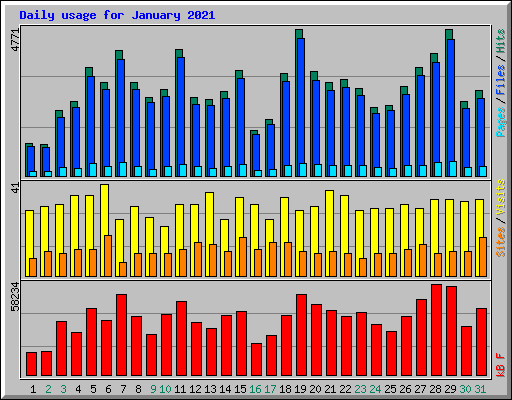 Daily usage for January 2021
4771
Pages / Files / Hits
41
Sites / Visits
58234
kB F
1 2 3 4 5 6 7 8 9 10 11 12 13 14 15 16 17 18 19 20 21 22 23 24 25 26 27 28 29 30 31